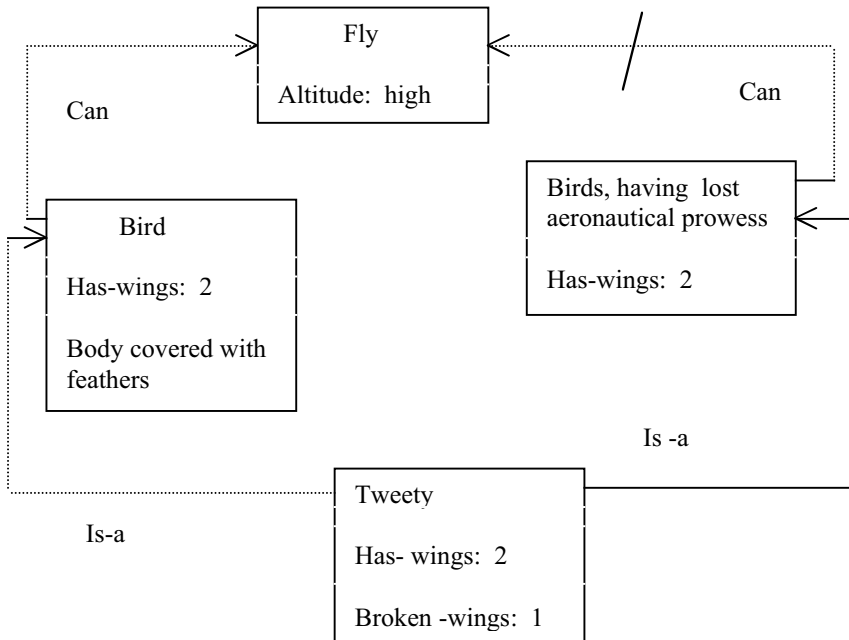 Fly
Altitude: high
Can
Can
Birds, having lost
aeronautical prowess
Has-wings: 2
Bird
Has-wings: 2
Body covered with
feathers
Is -a
Is-a
Tweety
Has- wings: 2
Broken -wings: 1